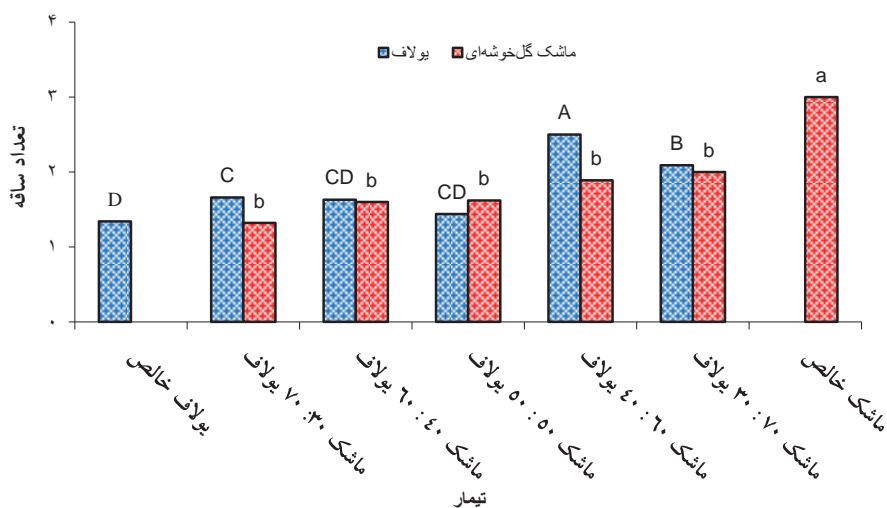 ۴
۳
۲
۱
۰
تعداد ساقه
یولاف
ماشک گل‌خوشه‌ای
D
C
b
CD
b
CD
b
A
b
B
b
a
یولاف خالص
ماشک ۷۰:۳۰ یولاف
ماشک ۶۰ : ۴۰ یولاف
ماشک ۵۰ : ۵۰ یولاف
ماشک ۴۰ : ۶۰ یولاف
ماشک ۳۰ : ۷۰ یولاف
ماشک خالص
تیمار